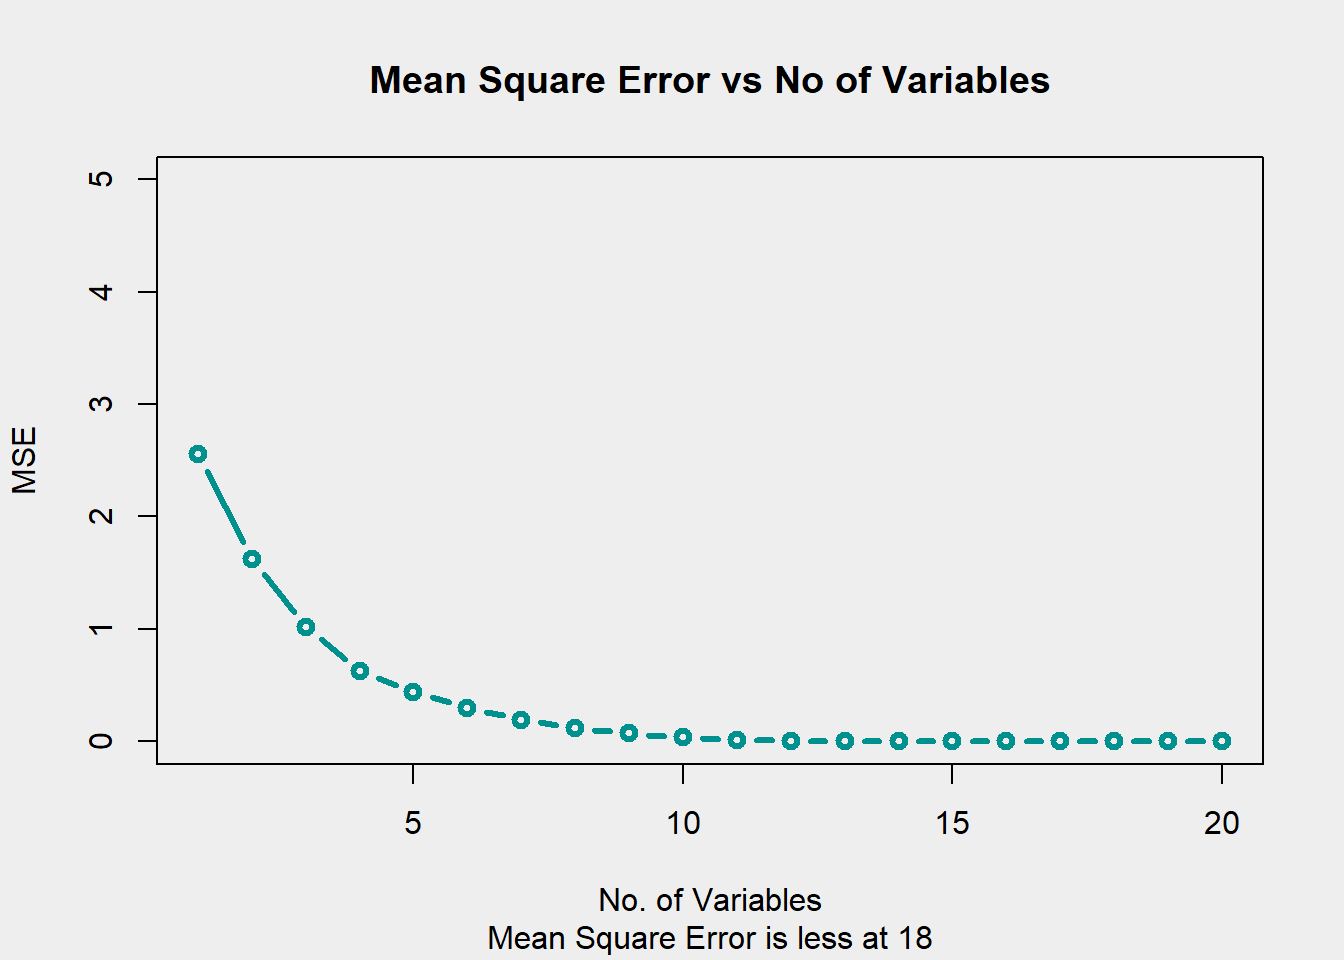 Mean Square Error vs No of Variables
5
4
3
2
1
0
MSE
5 10 15 20
No. of Variables
Mean Square Error is less at 18